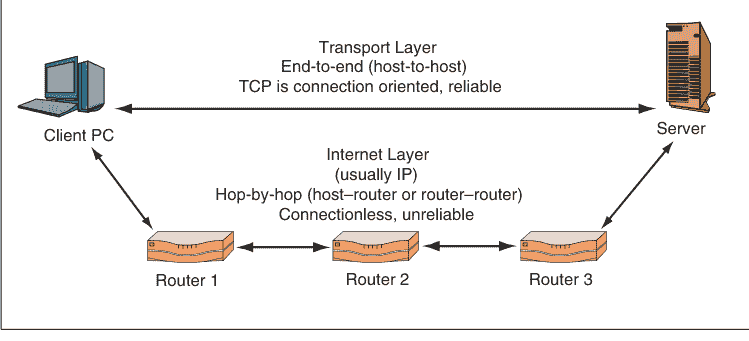 Transport Layer
End-to-end (host-to-host)
TCP is connection oriented, reliable
Client PC
Server
Internet Layer
(usually IP)
Hop-by-hop (host–router or router–router)
Connectionless, unreliable
Router 1
Router 2
Router 3